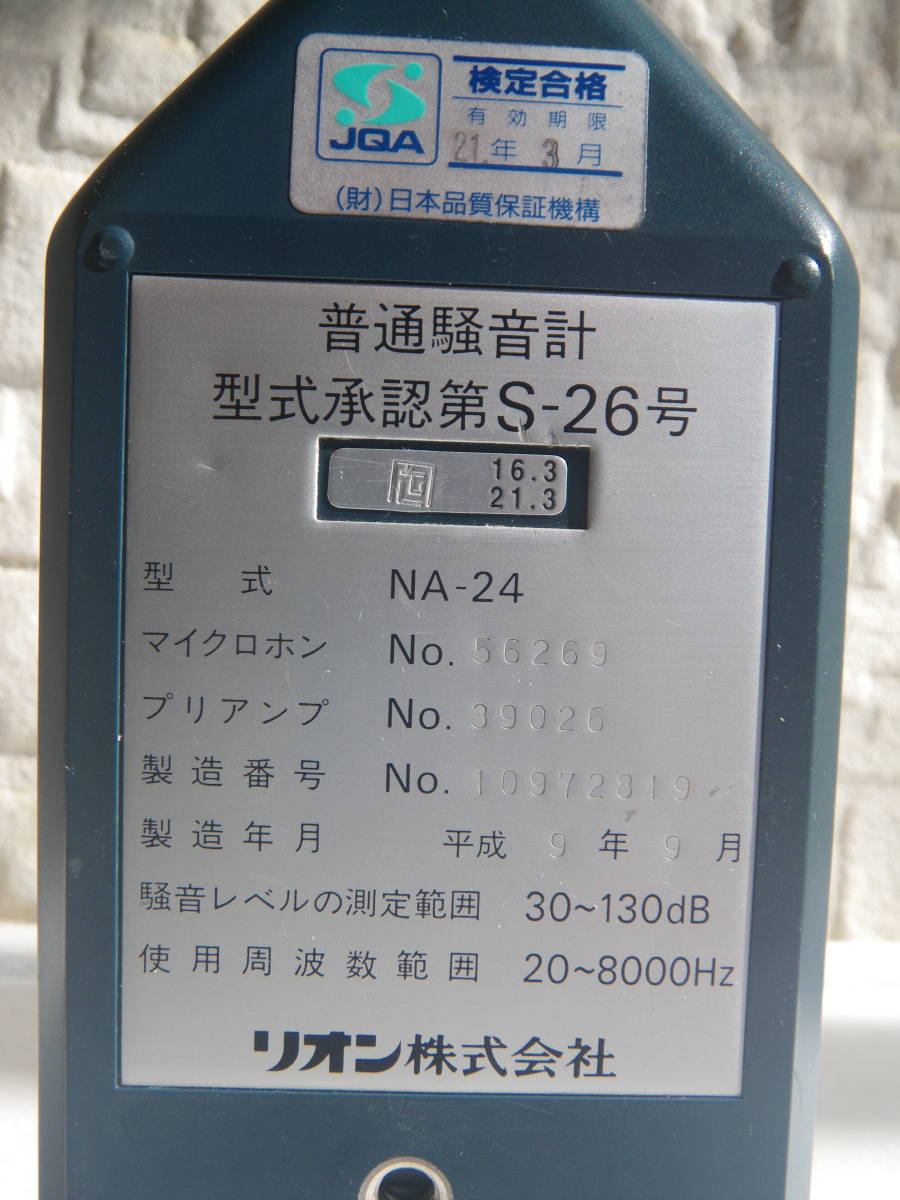 JQA
検定合格
有効期限
21.年 3月
(財)日本品質保証機構
普通騒音計
型式承認第S-26号
16.3
21.3
型式 NA-24
マイクロホン No. 56269
プリアンプ No. 39026
製造番号 No. 10972819
製造年月 平成 9 年 9 月
騒音レベルの測定範囲 30~130dB
使用周波数範囲 20~8000Hz
リオン株式会社